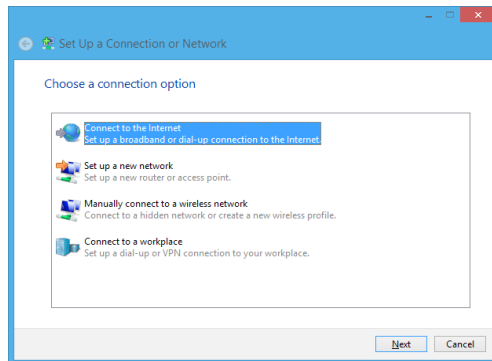 Set Up a Connection or Network
Choose a connection option
Connect to the Internet
Set up a broadband or dial-up connection to the Internet.
Set up a new network
Set up a new router or access point.
Manually connect to a wireless network
Connect to a hidden network or create a new wireless profile.
Connect to a workplace
Set up a dial-up or VPN connection to your workplace.
Next Cancel